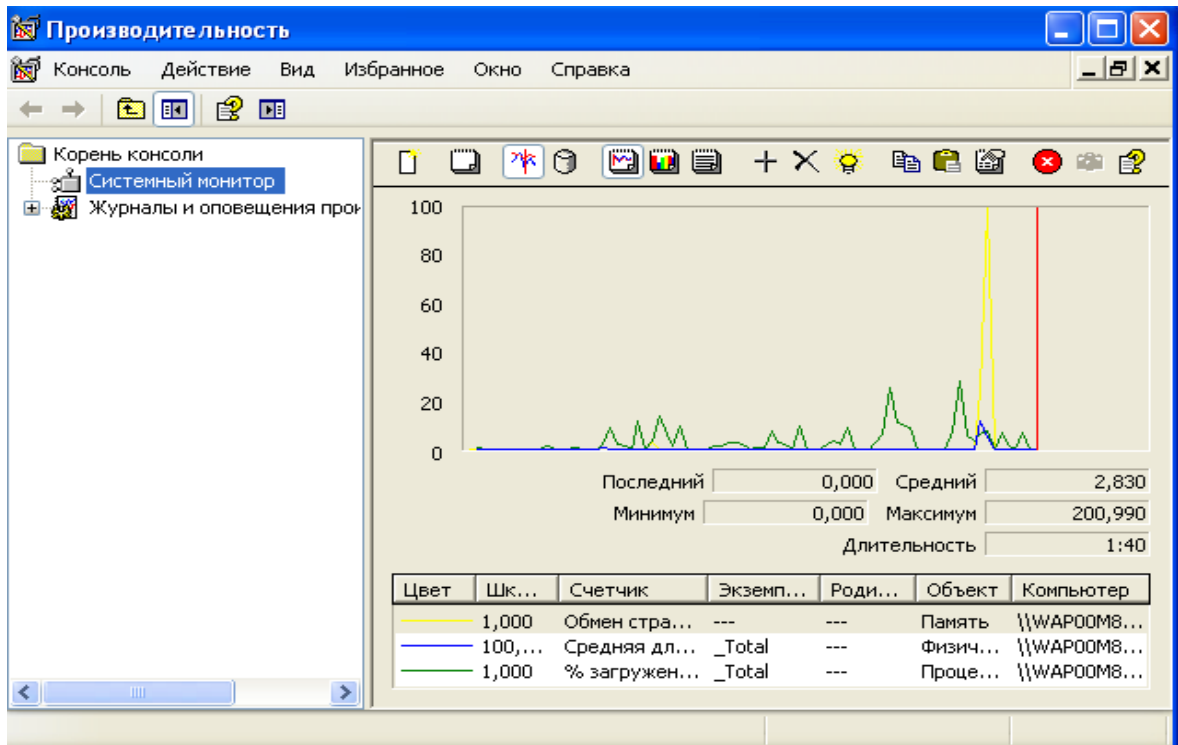 Производительность
Консоль Действие Вид Избранное Окно Справка
Корень консоли
Системный монитор
Журналы и оповещения прои
100
80
60
40
20
0
Последний 0,000 Средний 2,830
Минимум 0,000 Максимум 200,990
Длительность 1:40
Цвет Шк... Счетчик Экземп... Роди... Объект Компьютер
1,000 Обмен стра... --- --- Память \\WAP00M8...
100,... Средняя дл... _Total --- Физич... \\WAP00M8...
1,000 % загружен... _Total --- Проце... \\WAP00M8...